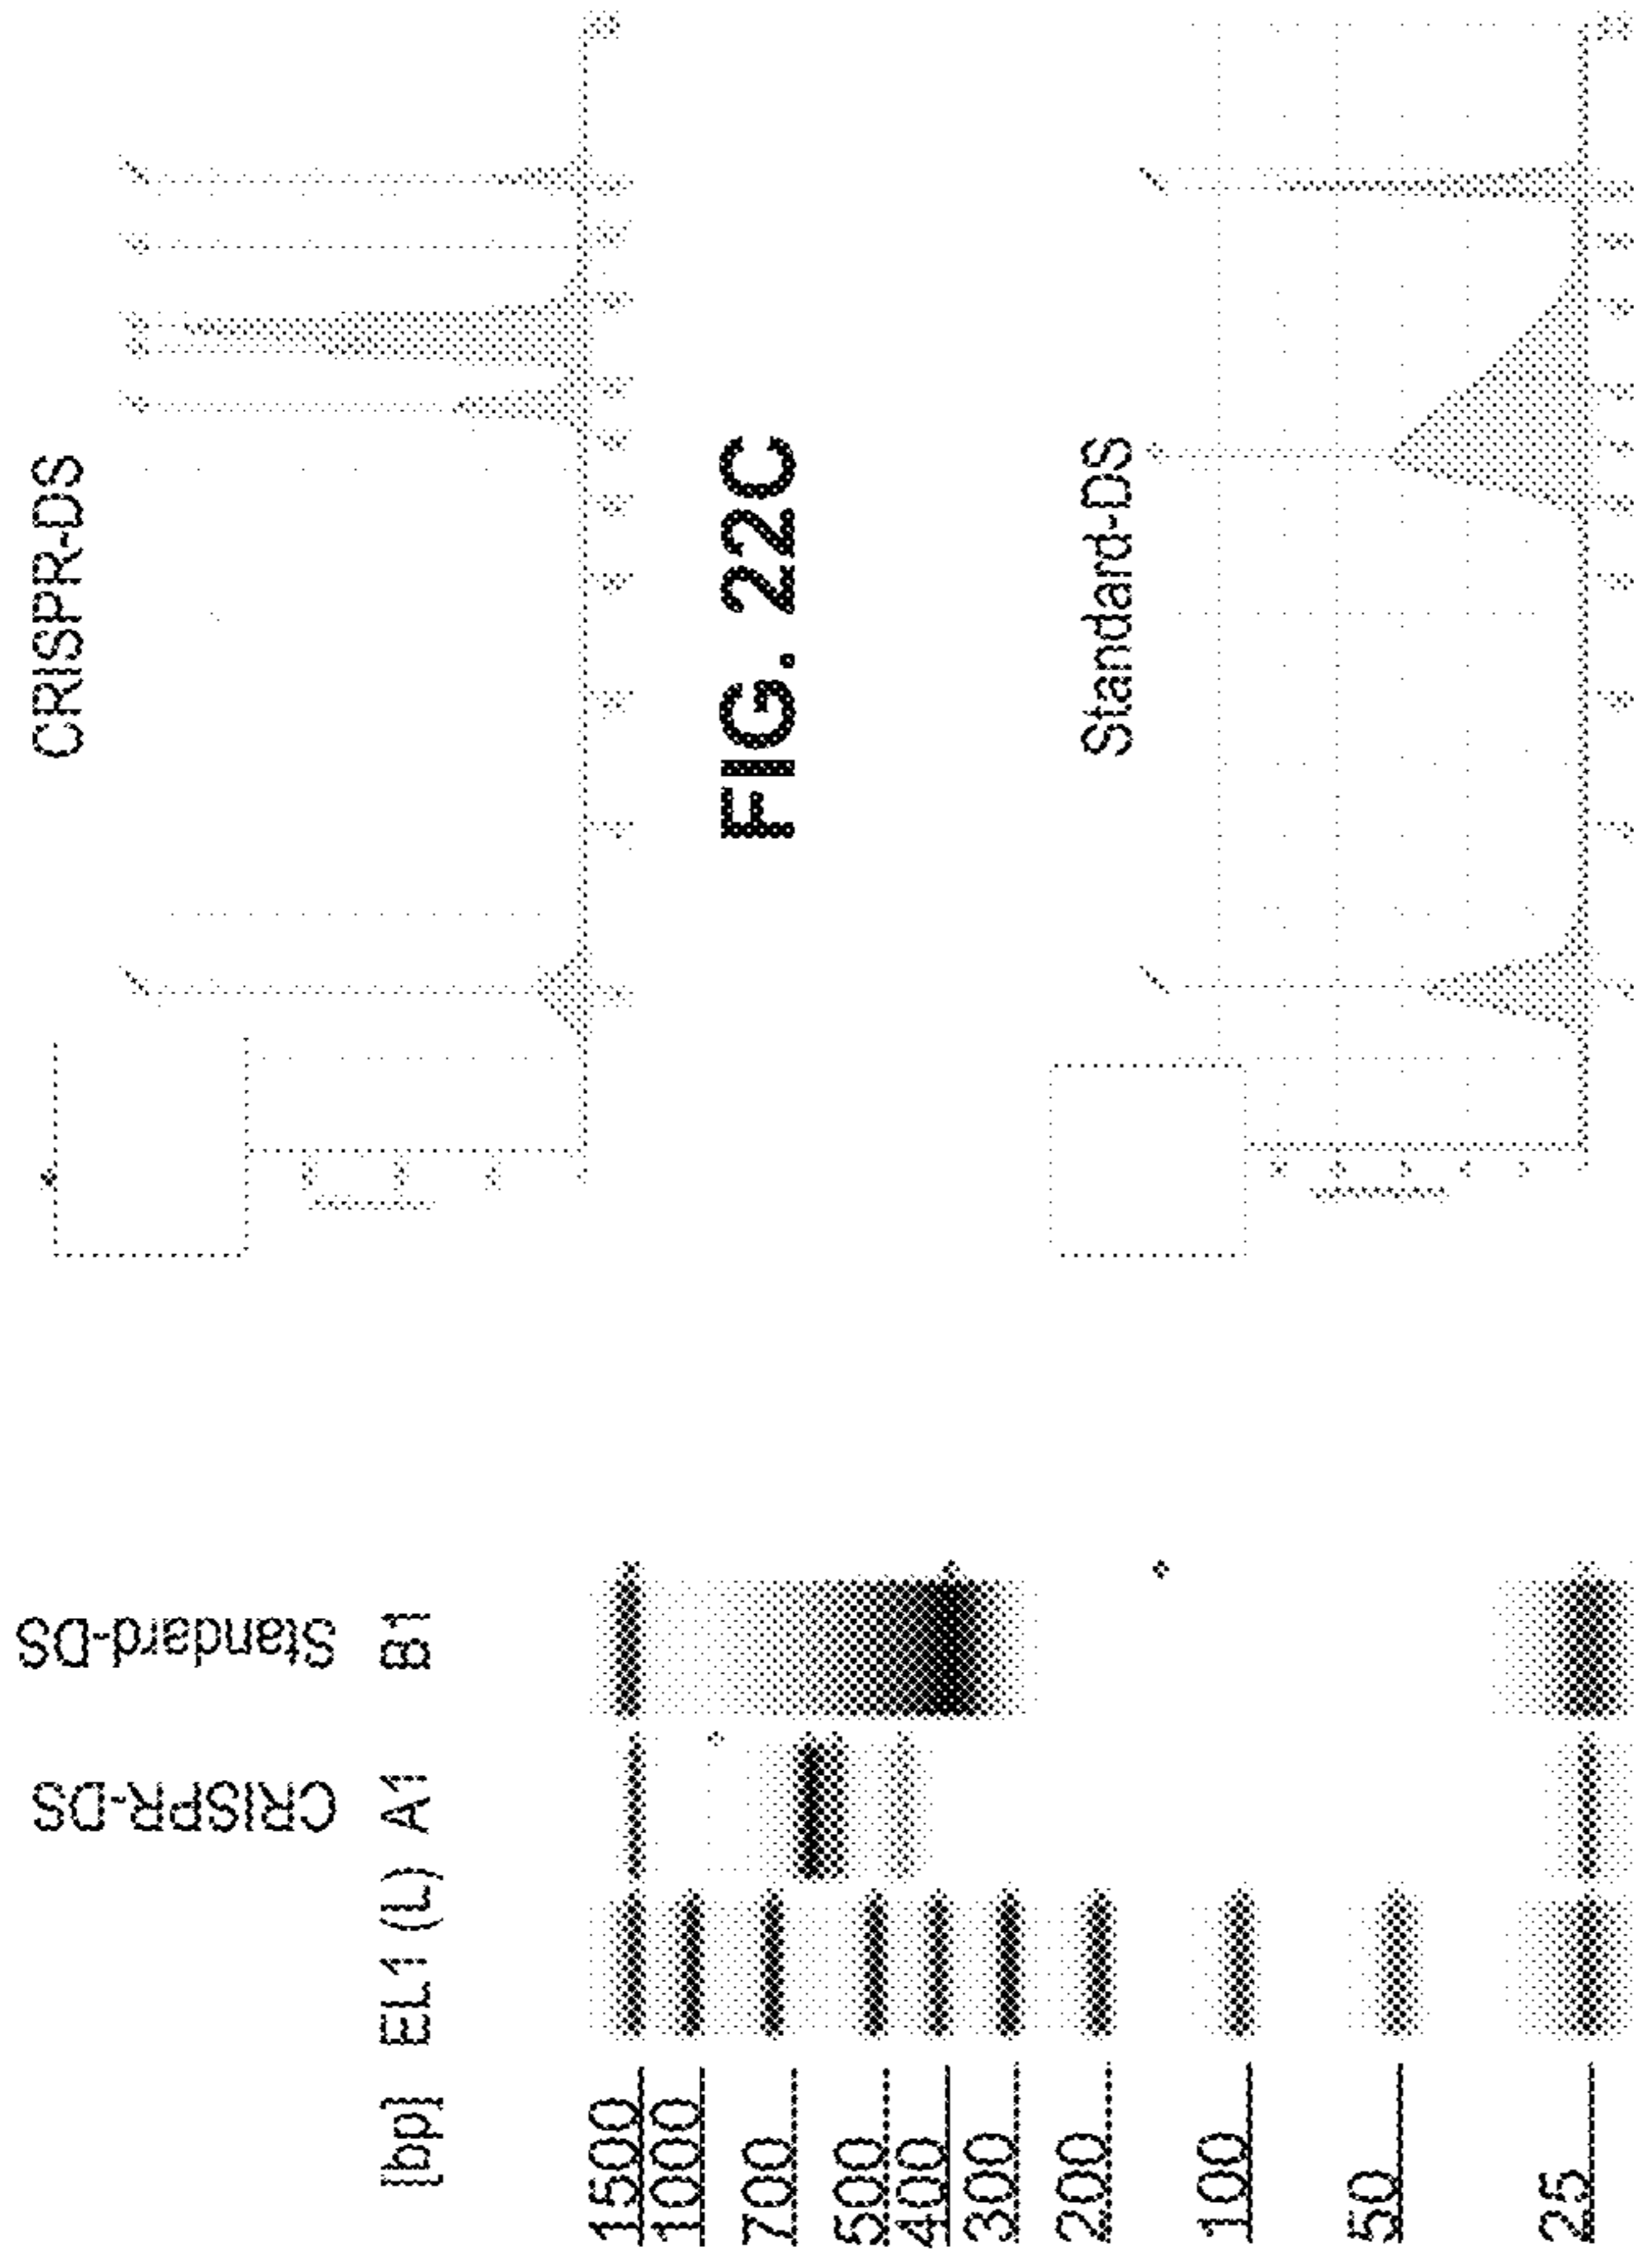 CRISPR-DS
FIG. 22C
Standard-DS
CRISPR-DS
Standard-DS
[bp] EL1 (L) A1 B1
1500
1000
700
500
400
300
200
100
50
25